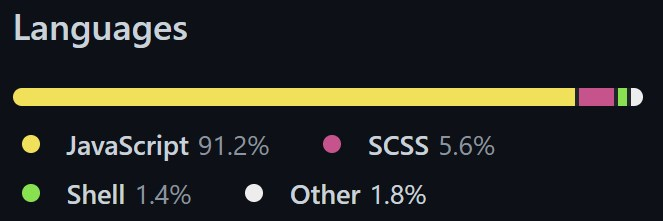 Languages
JavaScript 91.2% SCSS 5.6%
Shell 1.4% Other 1.8%